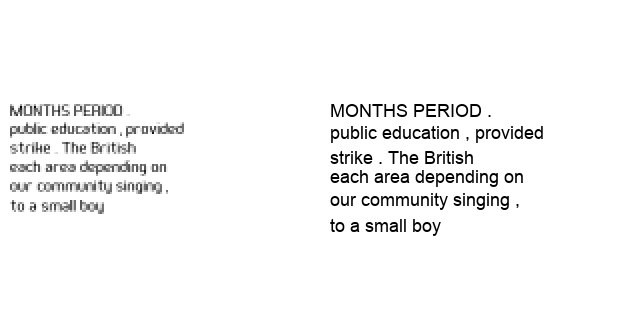 MONTHS PERIOD .
public education , provided
strike . The British
each area depending on
our community singing ,
to a small boy
MONTHS PERIOD .
public education , provided
strike . The British
each area depending on
our community singing ,
to a small boy